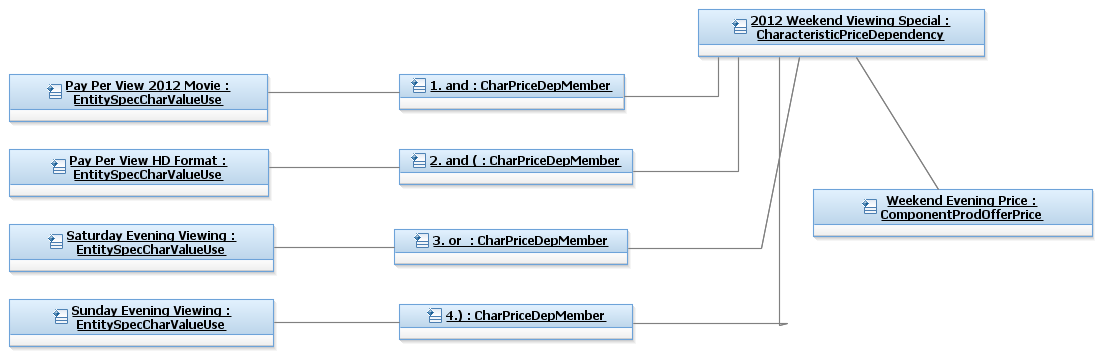 2012 Weekend Viewing Special :
CharacteristicPriceDependency
Pay Per View 2012 Movie :
EntitySpecCharValueUse
1. and : CharPriceDepMember
Pay Per View HD Format :
EntitySpecCharValueUse
2. and ( : CharPriceDepMember
Weekend Evening Price :
ComponentProdOfferPrice
Saturday Evening Viewing :
EntitySpecCharValueUse
3. or  : CharPriceDepMember
Sunday Evening Viewing :
EntitySpecCharValueUse
4.) : CharPriceDepMember